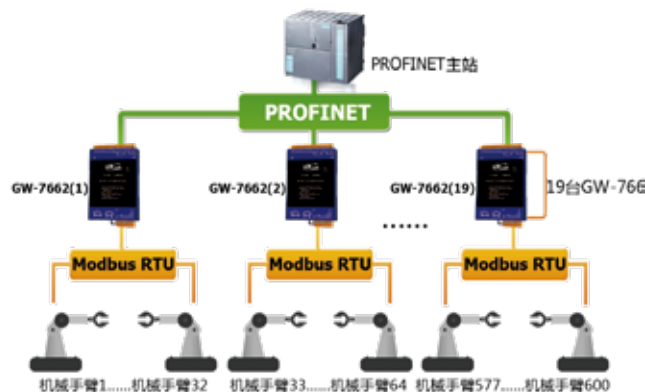 PROFINET主站
PROFINET
GW-7662(1)
GW-7662(2)
GW-7662(19)
19台GW-766
......
Modbus RTU
Modbus RTU
Modbus RTU
机械手臂1......机械手臂32
机械手臂33......机械手臂64
机械手臂577......机械手臂600